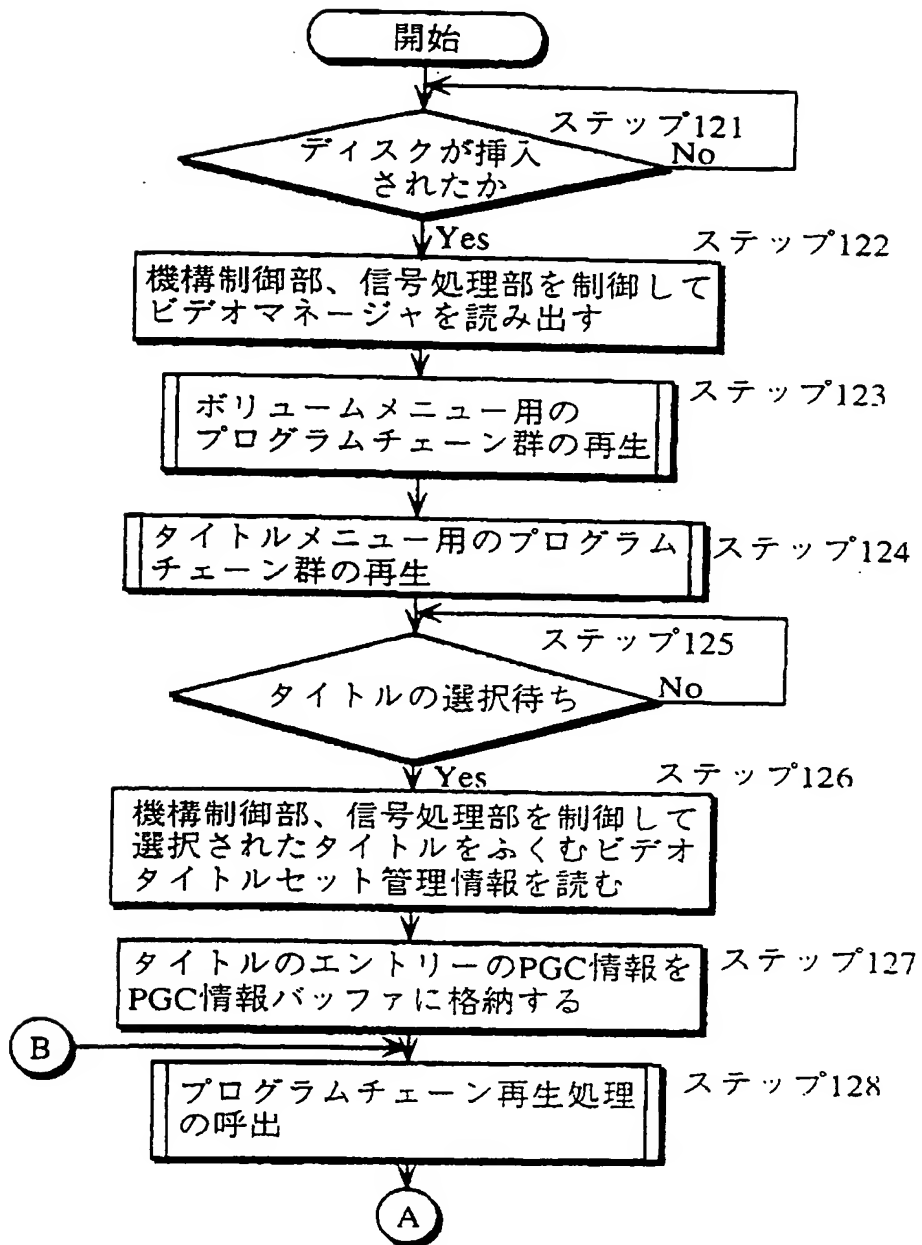 開始
ステップ121
ディスクが挿入
されたか
No
Yes
ステップ122
機構制御部、信号処理部を制御して
ビデオマネージャを読み出す
ステップ123
ボリュームメニュー用の
プログラムチェーン群の再生
タイトルメニュー用のプログラム
チェーン群の再生
ステップ124
ステップ125
タイトルの選択待ち
No
Yes
ステップ126
機構制御部、信号処理部を制御して
選択されたタイトルをふくむビデオ
タイトルセット管理情報を読む
タイトルのエントリーのPGC情報を
PGC情報バッファに格納する
ステップ127
B
ステップ128
プログラムチェーン再生処理
の呼出
A